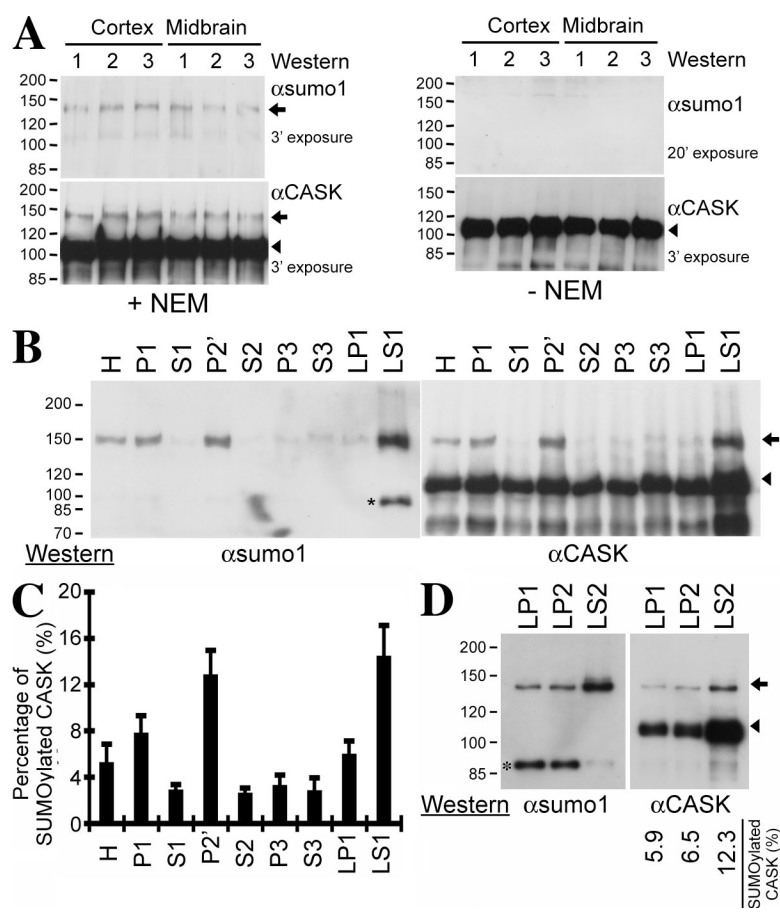 A
Cortex Midbrain
1 2 3 1 2 3 Western
200
150
120
100
85
αsumo1
3' exposure
200
150
120
100
85
αCASK
3' exposure
+ NEM
Cortex Midbrain
1 2 3 1 2 3 Western
200
150
120
100
85
αsumo1
20' exposure
200
150
120
100
85
αCASK
3' exposure
- NEM
B
H P1 S1 P2' S2 P3 S3 LP1 LS1
H P1 S1 P2' S2 P3 S3 LP1 LS1
200
150
120
100
85
70
*
Western αsumo1 αCASK
C
Percentage of
SUMOylated CASK (%)
20
16
12
8
4
0
H P1 S1 P2' S2 P3 S3 LP1 LS1
D
LP1 LP2 LS2 LP1 LP2 LS2
200
150
120
100
85
*
Western αsumo1 αCASK
5.9 6.5 12.3
SUMOylated
CASK (%)